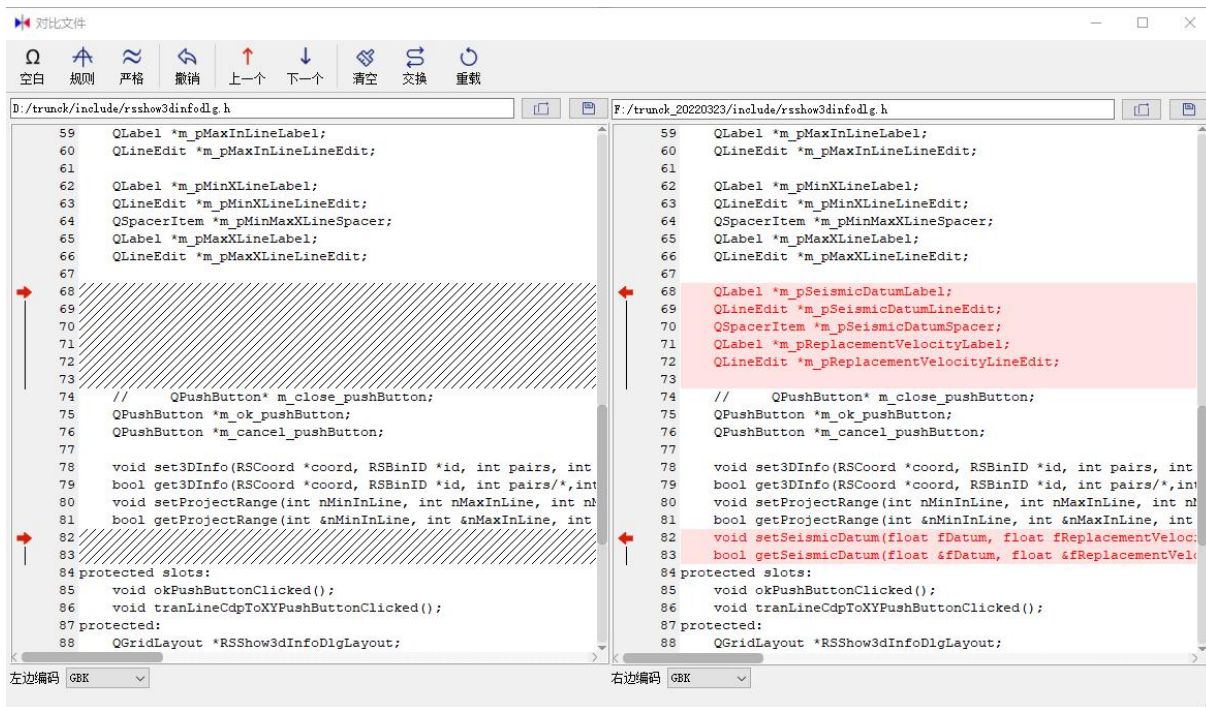 对比文件
Ω 空白 规则 严格 撤销 上一个 下一个 清空 交换 重载
D:/trunck/include/rsshow3dinfodlg.h
59 QLabel *m_pMaxInLineLabel;
60 QLineEdit *m_pMaxInLineLineEdit;
61
62 QLabel *m_pMinXLineLabel;
63 QLineEdit *m_pMinXLineLineEdit;
64 QSpacerItem *m_pMinMaxXLineSpacer;
65 QLabel *m_pMaxXLineLabel;
66 QLineEdit *m_pMaxXLineLineEdit;
67
68
69
70
71
72
73
74 // QPushButton* m_close_pushButton;
75 QPushButton *m_ok_pushButton;
76 QPushButton *m_cancel_pushButton;
77
78 void set3DInfo(RSCoord *coord, RSBinID *id, int pairs, int
79 bool get3DInfo(RSCoord *coord, RSBinID *id, int pairs/*,int
80 void setProjectRange(int nMinInLine, int nMaxInLine, int
81 bool getProjectRange(int &nMinInLine, int &nMaxInLine, int
82
83
84 protected slots:
85 void okPushButtonClicked();
86 void tranLineCdpToXYPushButtonClicked();
87 protected:
88 QGridLayout *RSShow3dInfoDlgLayout;
左边编码 GBK
F:/trunck_20220323/include/rsshow3dinfodlg.h
59 QLabel *m_pMaxInLineLabel;
60 QLineEdit *m_pMaxInLineLineEdit;
61
62 QLabel *m_pMinXLineLabel;
63 QLineEdit *m_pMinXLineLineEdit;
64 QSpacerItem *m_pMinMaxXLineSpacer;
65 QLabel *m_pMaxXLineLabel;
66 QLineEdit *m_pMaxXLineLineEdit;
67
68 QLabel *m_pSeismicDatumLabel;
69 QLineEdit *m_pSeismicDatumLineEdit;
70 QSpacerItem *m_pSeismicDatumSpacer;
71 QLabel *m_pReplacementVelocityLabel;
72 QLineEdit *m_pReplacementVelocityLineEdit;
73
74 // QPushButton* m_close_pushButton;
75 QPushButton *m_ok_pushButton;
76 QPushButton *m_cancel_pushButton;
77
78 void set3DInfo(RSCoord *coord, RSBinID *id, int pairs, int
79 bool get3DInfo(RSCoord *coord, RSBinID *id, int pairs/*,int
80 void setProjectRange(int nMinInLine, int nMaxInLine, int
81 bool getProjectRange(int &nMinInLine, int &nMaxInLine, int
82 void setSeismicDatum(float fDatum, float fReplacementVeloc
83 bool getSeismicDatum(float &fDatum, float &fReplacementVel
84 protected slots:
85 void okPushButtonClicked();
86 void tranLineCdpToXYPushButtonClicked();
87 protected:
88 QGridLayout *RSShow3dInfoDlgLayout;
右边编码 GBK